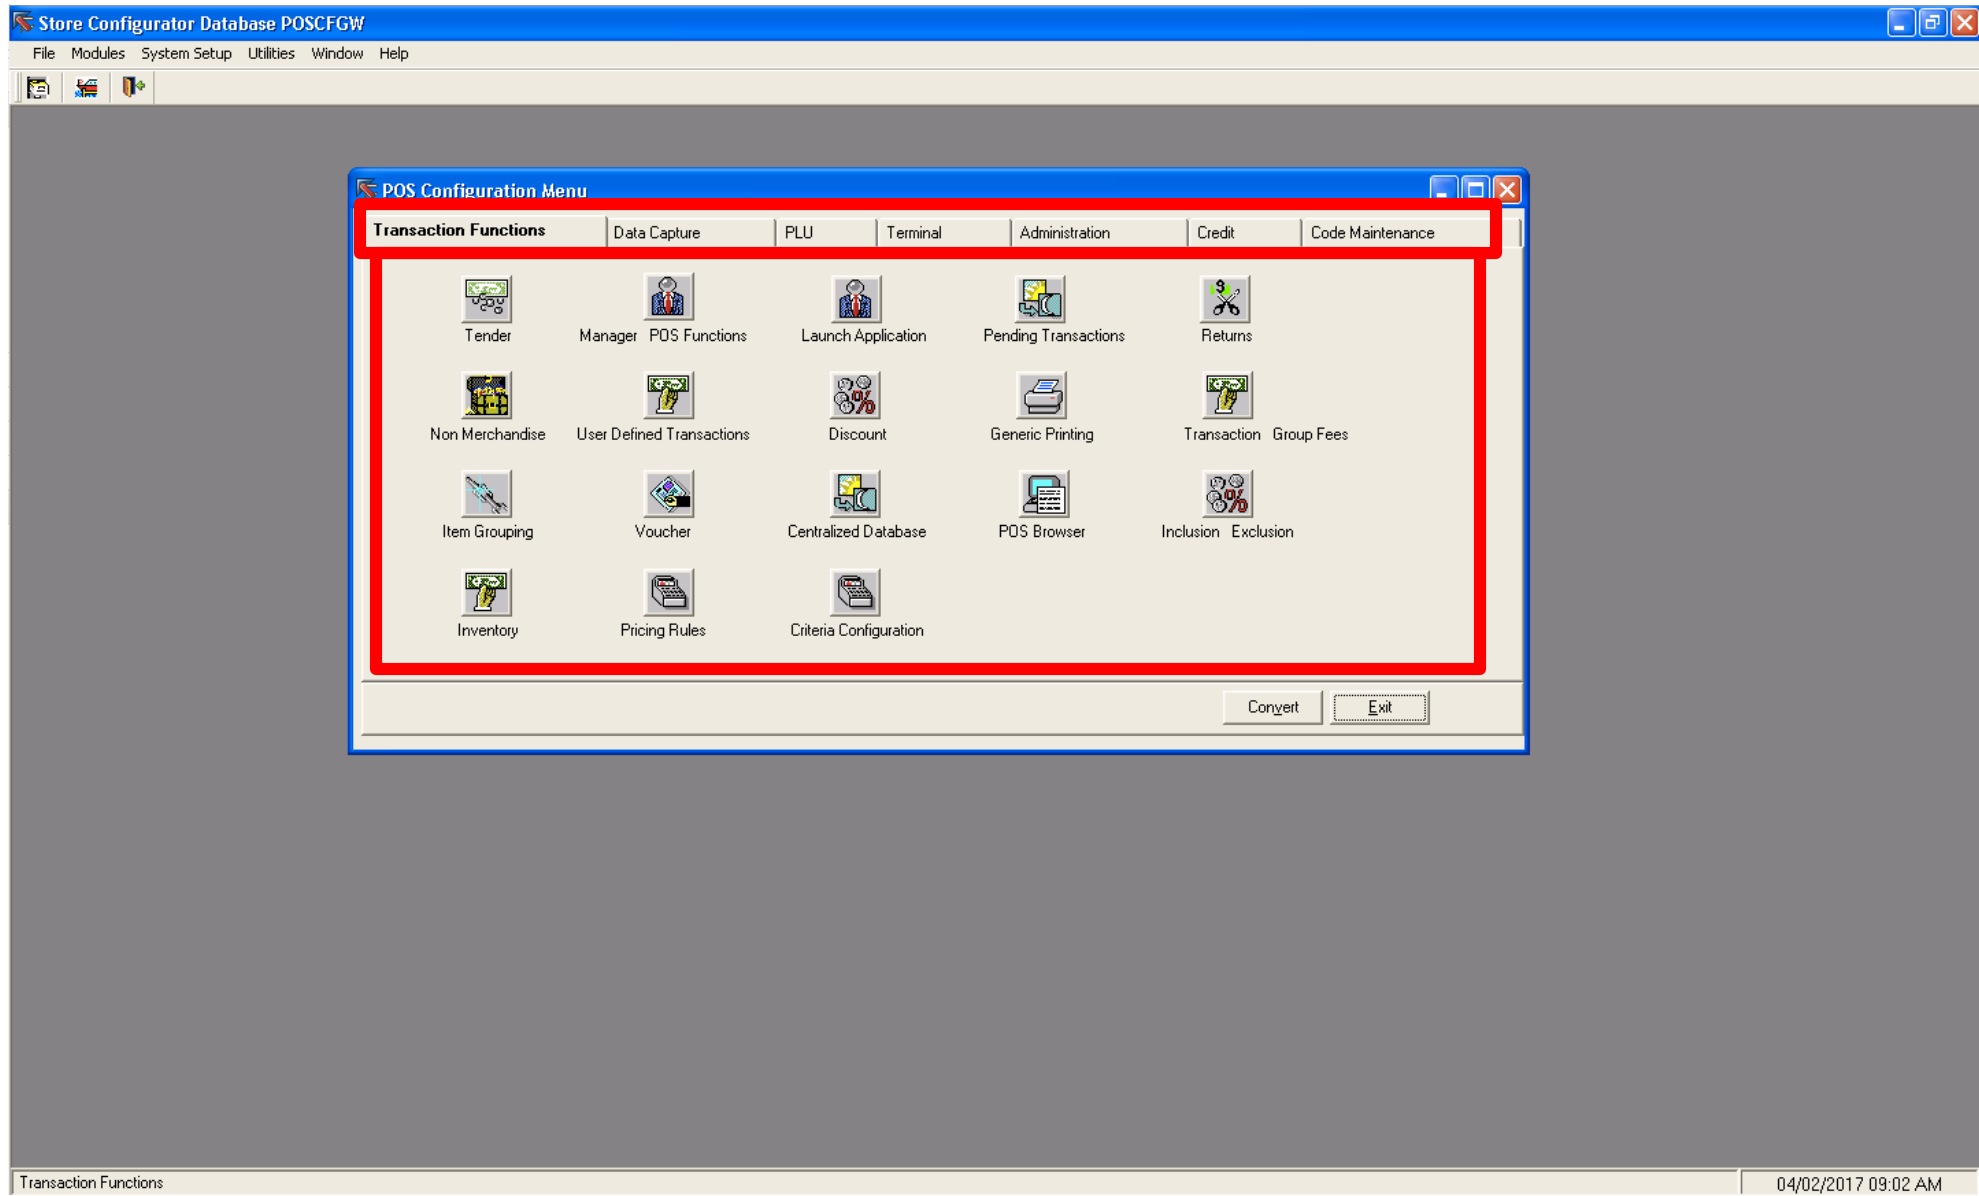 Store Configurator Database POSCFGW
File Modules System Setup Utilities Window Help
POS Configuration Menu
Transaction Functions Data Capture PLU Terminal Administration Credit Code Maintenance
Tender Manager POS Functions Launch Application Pending Transactions Returns
Non Merchandise User Defined Transactions Discount Generic Printing Transaction Group Fees
Item Grouping Voucher Centralized Database POS Browser Inclusion Exclusion
Inventory Pricing Rules Criteria Configuration
Convert Exit
Transaction Functions 04/02/2017 09:02 AM